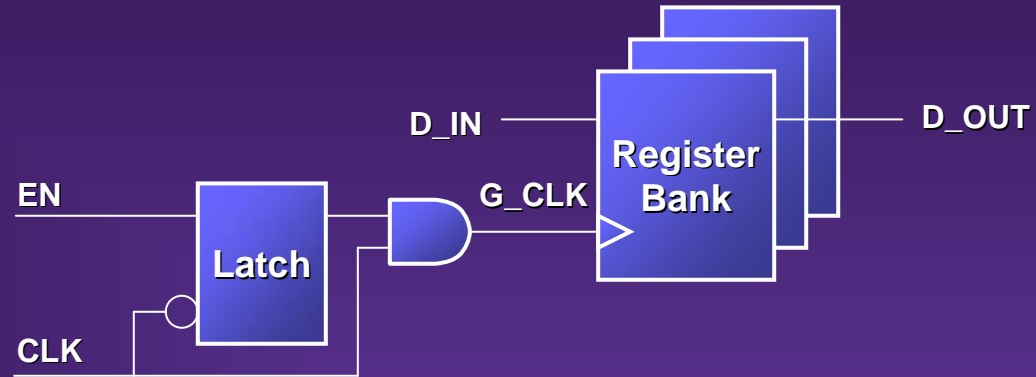 D_IN
D_OUT
Register
Bank
EN
G_CLK
Latch
CLK